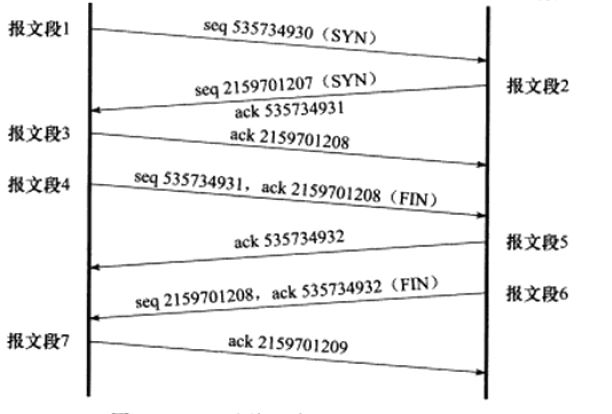 报文段1
seq 535734930（SYN）
seq 2159701207（SYN）
报文段2
ack 535734931
报文段3
ack 2159701208
报文段4
seq 535734931，ack 2159701208（FIN）
ack 535734932
报文段5
seq 2159701208，ack 535734932（FIN）
报文段6
报文段7
ack 2159701209